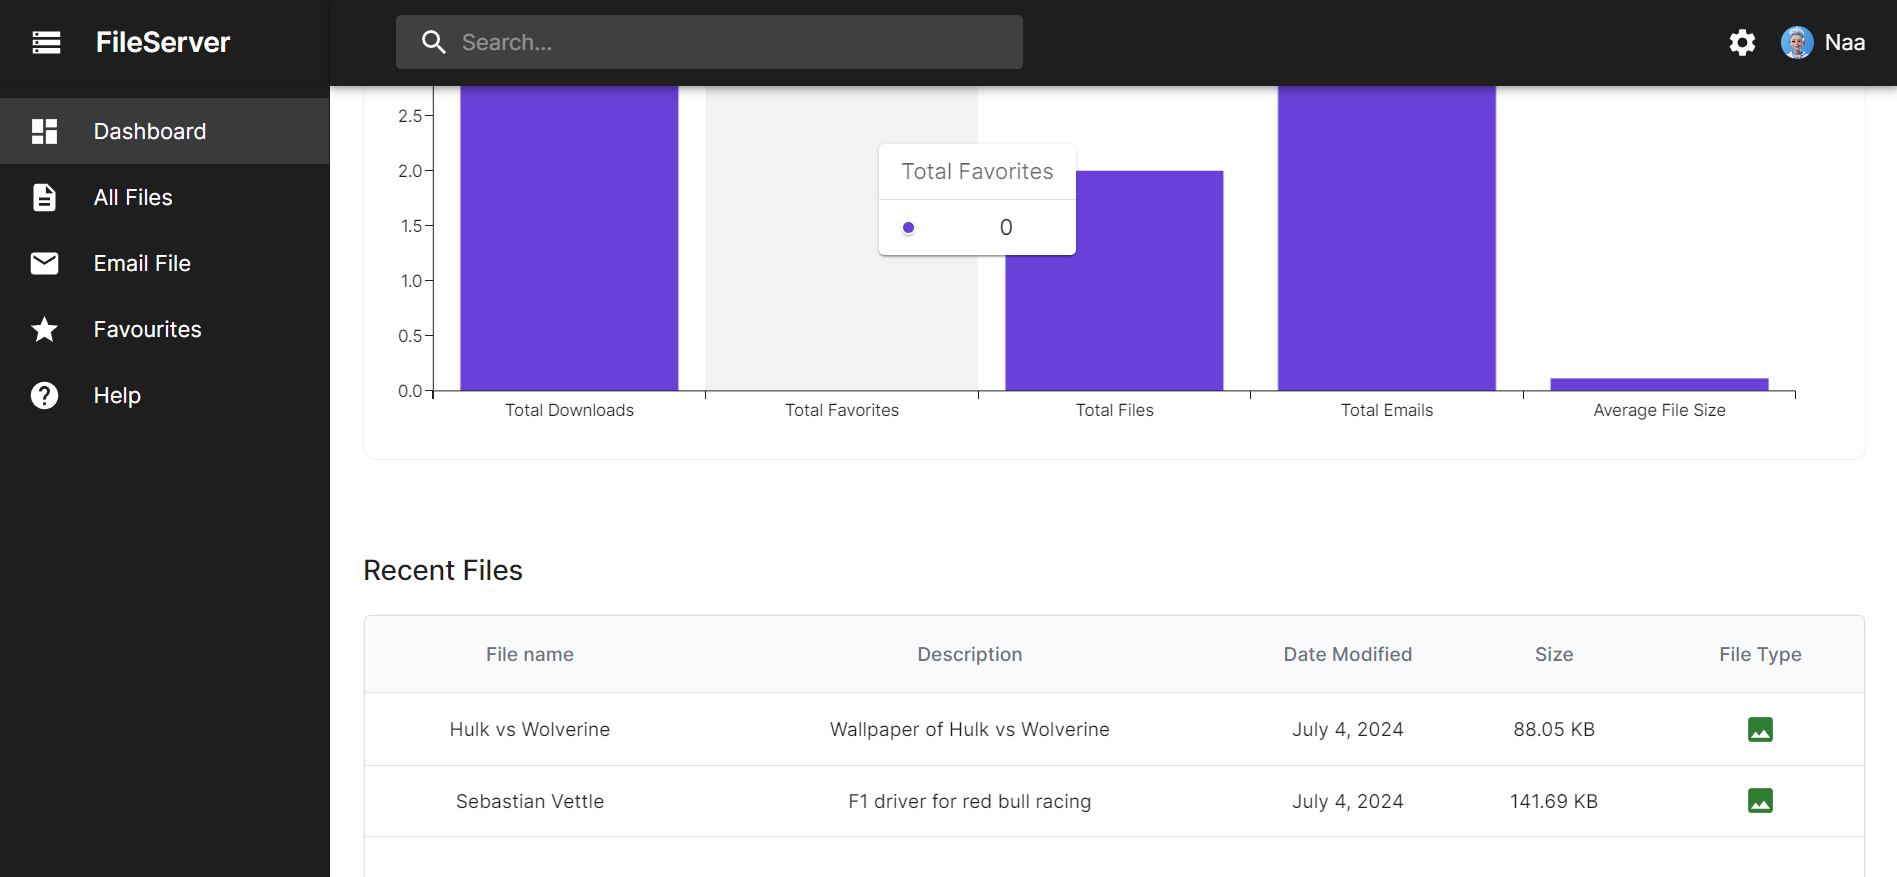 FileServer
Search...
Naa
Dashboard
All Files
Email File
Favourites
Help
2.5
2.0
1.5
1.0
0.5
0.0
Total Favorites
0
Total Downloads
Total Favorites
Total Files
Total Emails
Average File Size
Recent Files
File name Description Date Modified Size File Type
Hulk vs Wolverine Wallpaper of Hulk vs Wolverine July 4, 2024 88.05 KB
Sebastian Vettle F1 driver for red bull racing July 4, 2024 141.69 KB